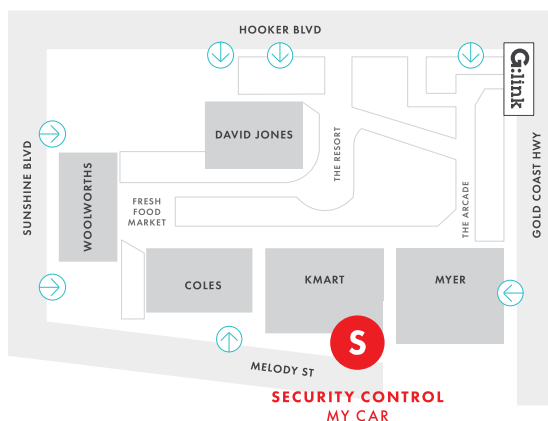 HOOKER BLVD
G:link
DAVID JONES
THE RESORT
SUNSHINE BLVD
WOOLWORTHS
FRESH
FOOD
MARKET
THE ARCADE
GOLD COAST HWY
COLES
KMART
MYER
S
MELODY ST
SECURITY CONTROL
MY CAR